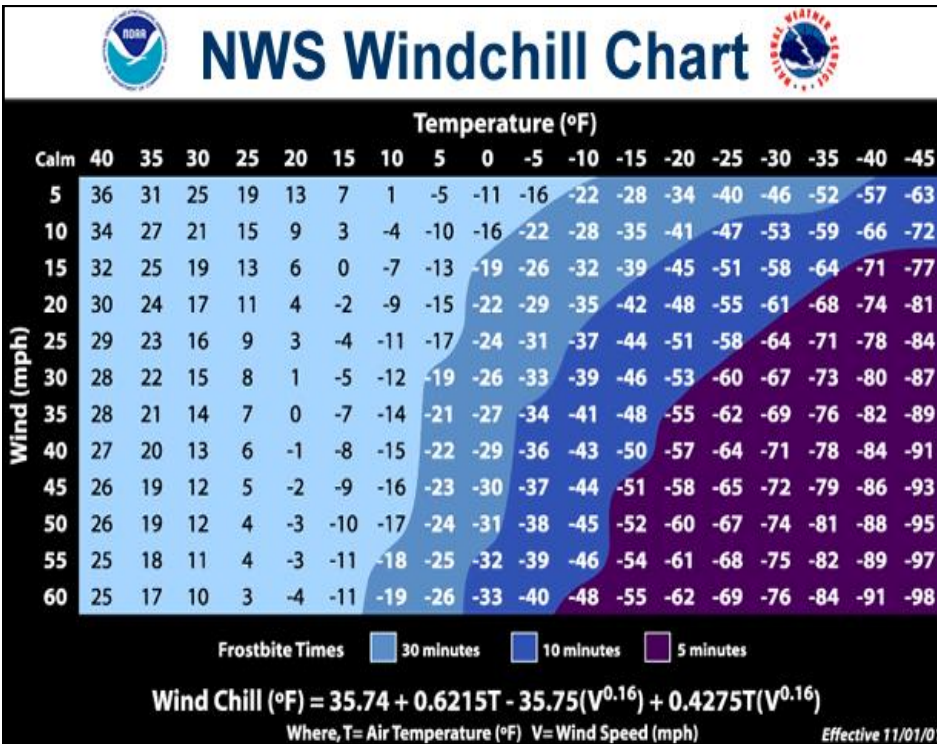 NOAA
NWS Windchill Chart
NATIONAL WEATHER SERVICE
Temperature (ºF)
Calm 40 35 30 25 20 15 10 5 0 -5 -10 -15 -20 -25 -30 -35 -40 -45
5 36 31 25 19 13 7 1 -5 -11 -16 -22 -28 -34 -40 -46 -52 -57 -63
10 34 27 21 15 9 3 -4 -10 -16 -22 -28 -35 -41 -47 -53 -59 -66 -72
15 32 25 19 13 6 0 -7 -13 -19 -26 -32 -39 -45 -51 -58 -64 -71 -77
20 30 24 17 11 4 -2 -9 -15 -22 -29 -35 -42 -48 -55 -61 -68 -74 -81
25 29 23 16 9 3 -4 -11 -17 -24 -31 -37 -44 -51 -58 -64 -71 -78 -84
30 28 22 15 8 1 -5 -12 -19 -26 -33 -39 -46 -53 -60 -67 -73 -80 -87
35 28 21 14 7 0 -7 -14 -21 -27 -34 -41 -48 -55 -62 -69 -76 -82 -89
40 27 20 13 6 -1 -8 -15 -22 -29 -36 -43 -50 -57 -64 -71 -78 -84 -91
45 26 19 12 5 -2 -9 -16 -23 -30 -37 -44 -51 -58 -65 -72 -79 -86 -93
50 26 19 12 4 -3 -10 -17 -24 -31 -38 -45 -52 -60 -67 -74 -81 -88 -95
55 25 18 11 4 -3 -11 -18 -25 -32 -39 -46 -54 -61 -68 -75 -82 -89 -97
60 25 17 10 3 -4 -11 -19 -26 -33 -40 -48 -55 -62 -69 -76 -84 -91 -98
Wind (mph)
Frostbite Times 30 minutes 10 minutes 5 minutes
Wind Chill (ºF) = 35.74 + 0.6215T - 35.75(V0.16) + 0.4275T(V0.16)
Where, T= Air Temperature (ºF) V= Wind Speed (mph)
Effective 11/01/0